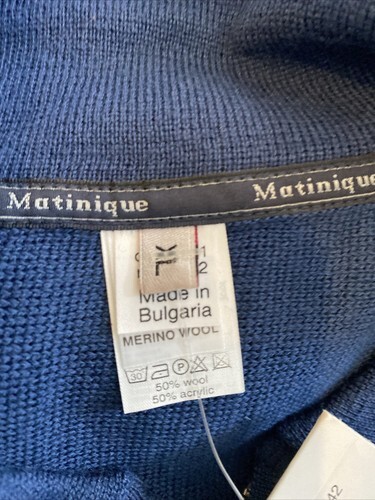 Matinique Matinique
XL
Made in
Bulgaria
MERINO WOOL
30 P
50% wool
50% acrylic